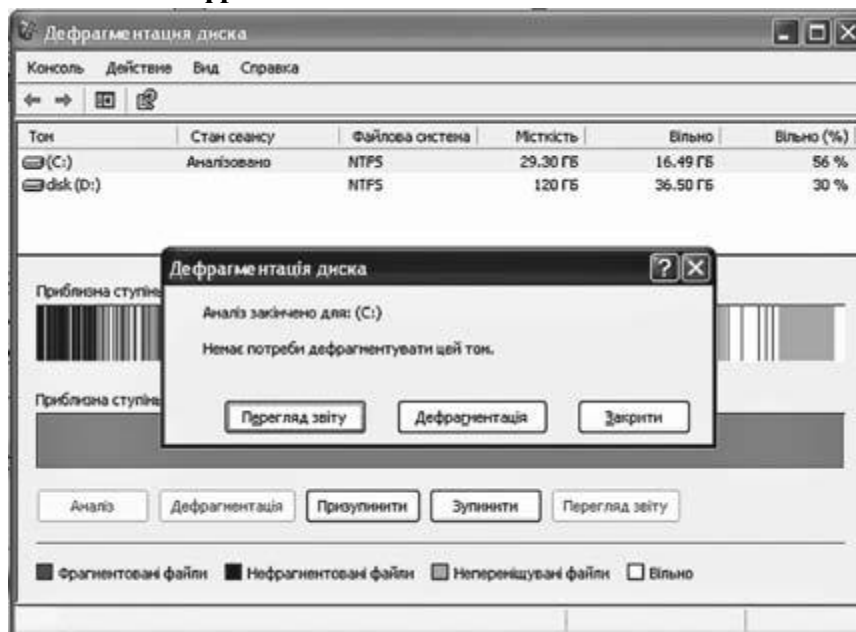 Дефрагментация диска
Консоль Действие Вид Справка
Том Стан сеансу Файлова система Місткість Вільно Вільно (%)
(C:) Аналізовано NTFS 29.30 ГБ 16.49 ГБ 56 %
disk (D:) NTFS 120 ГБ 36.50 ГБ 30 %
Дефрагментація диска
Приблизна ступінь
Аналіз закінчено для: (C:)
Немає потреби дефрагментувати цей том.
Приблизна ступінь
Перегляд звіту Дефрагментація Закрити
Аналіз Дефрагментація Призупинити Зупинити Перегляд звіту
Фрагментовані файли Нефрагментовані файли Непереміщувані файли Вільно